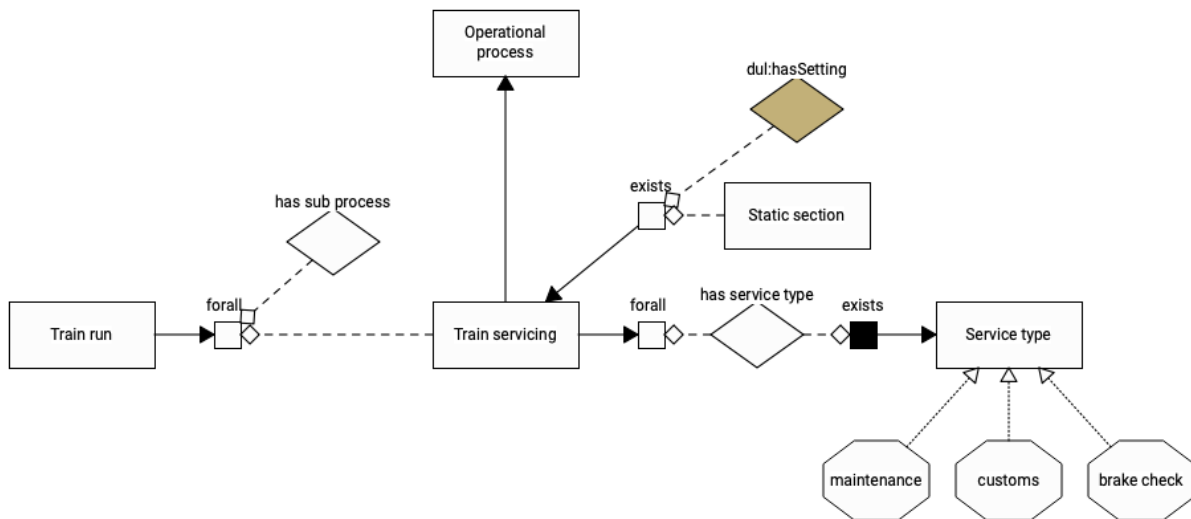 Operational
process
dul:hasSetting
exists
has sub process
Static section
forall
forall
has service type
exists
Train run
Train servicing
Service type
maintenance
customs
brake check